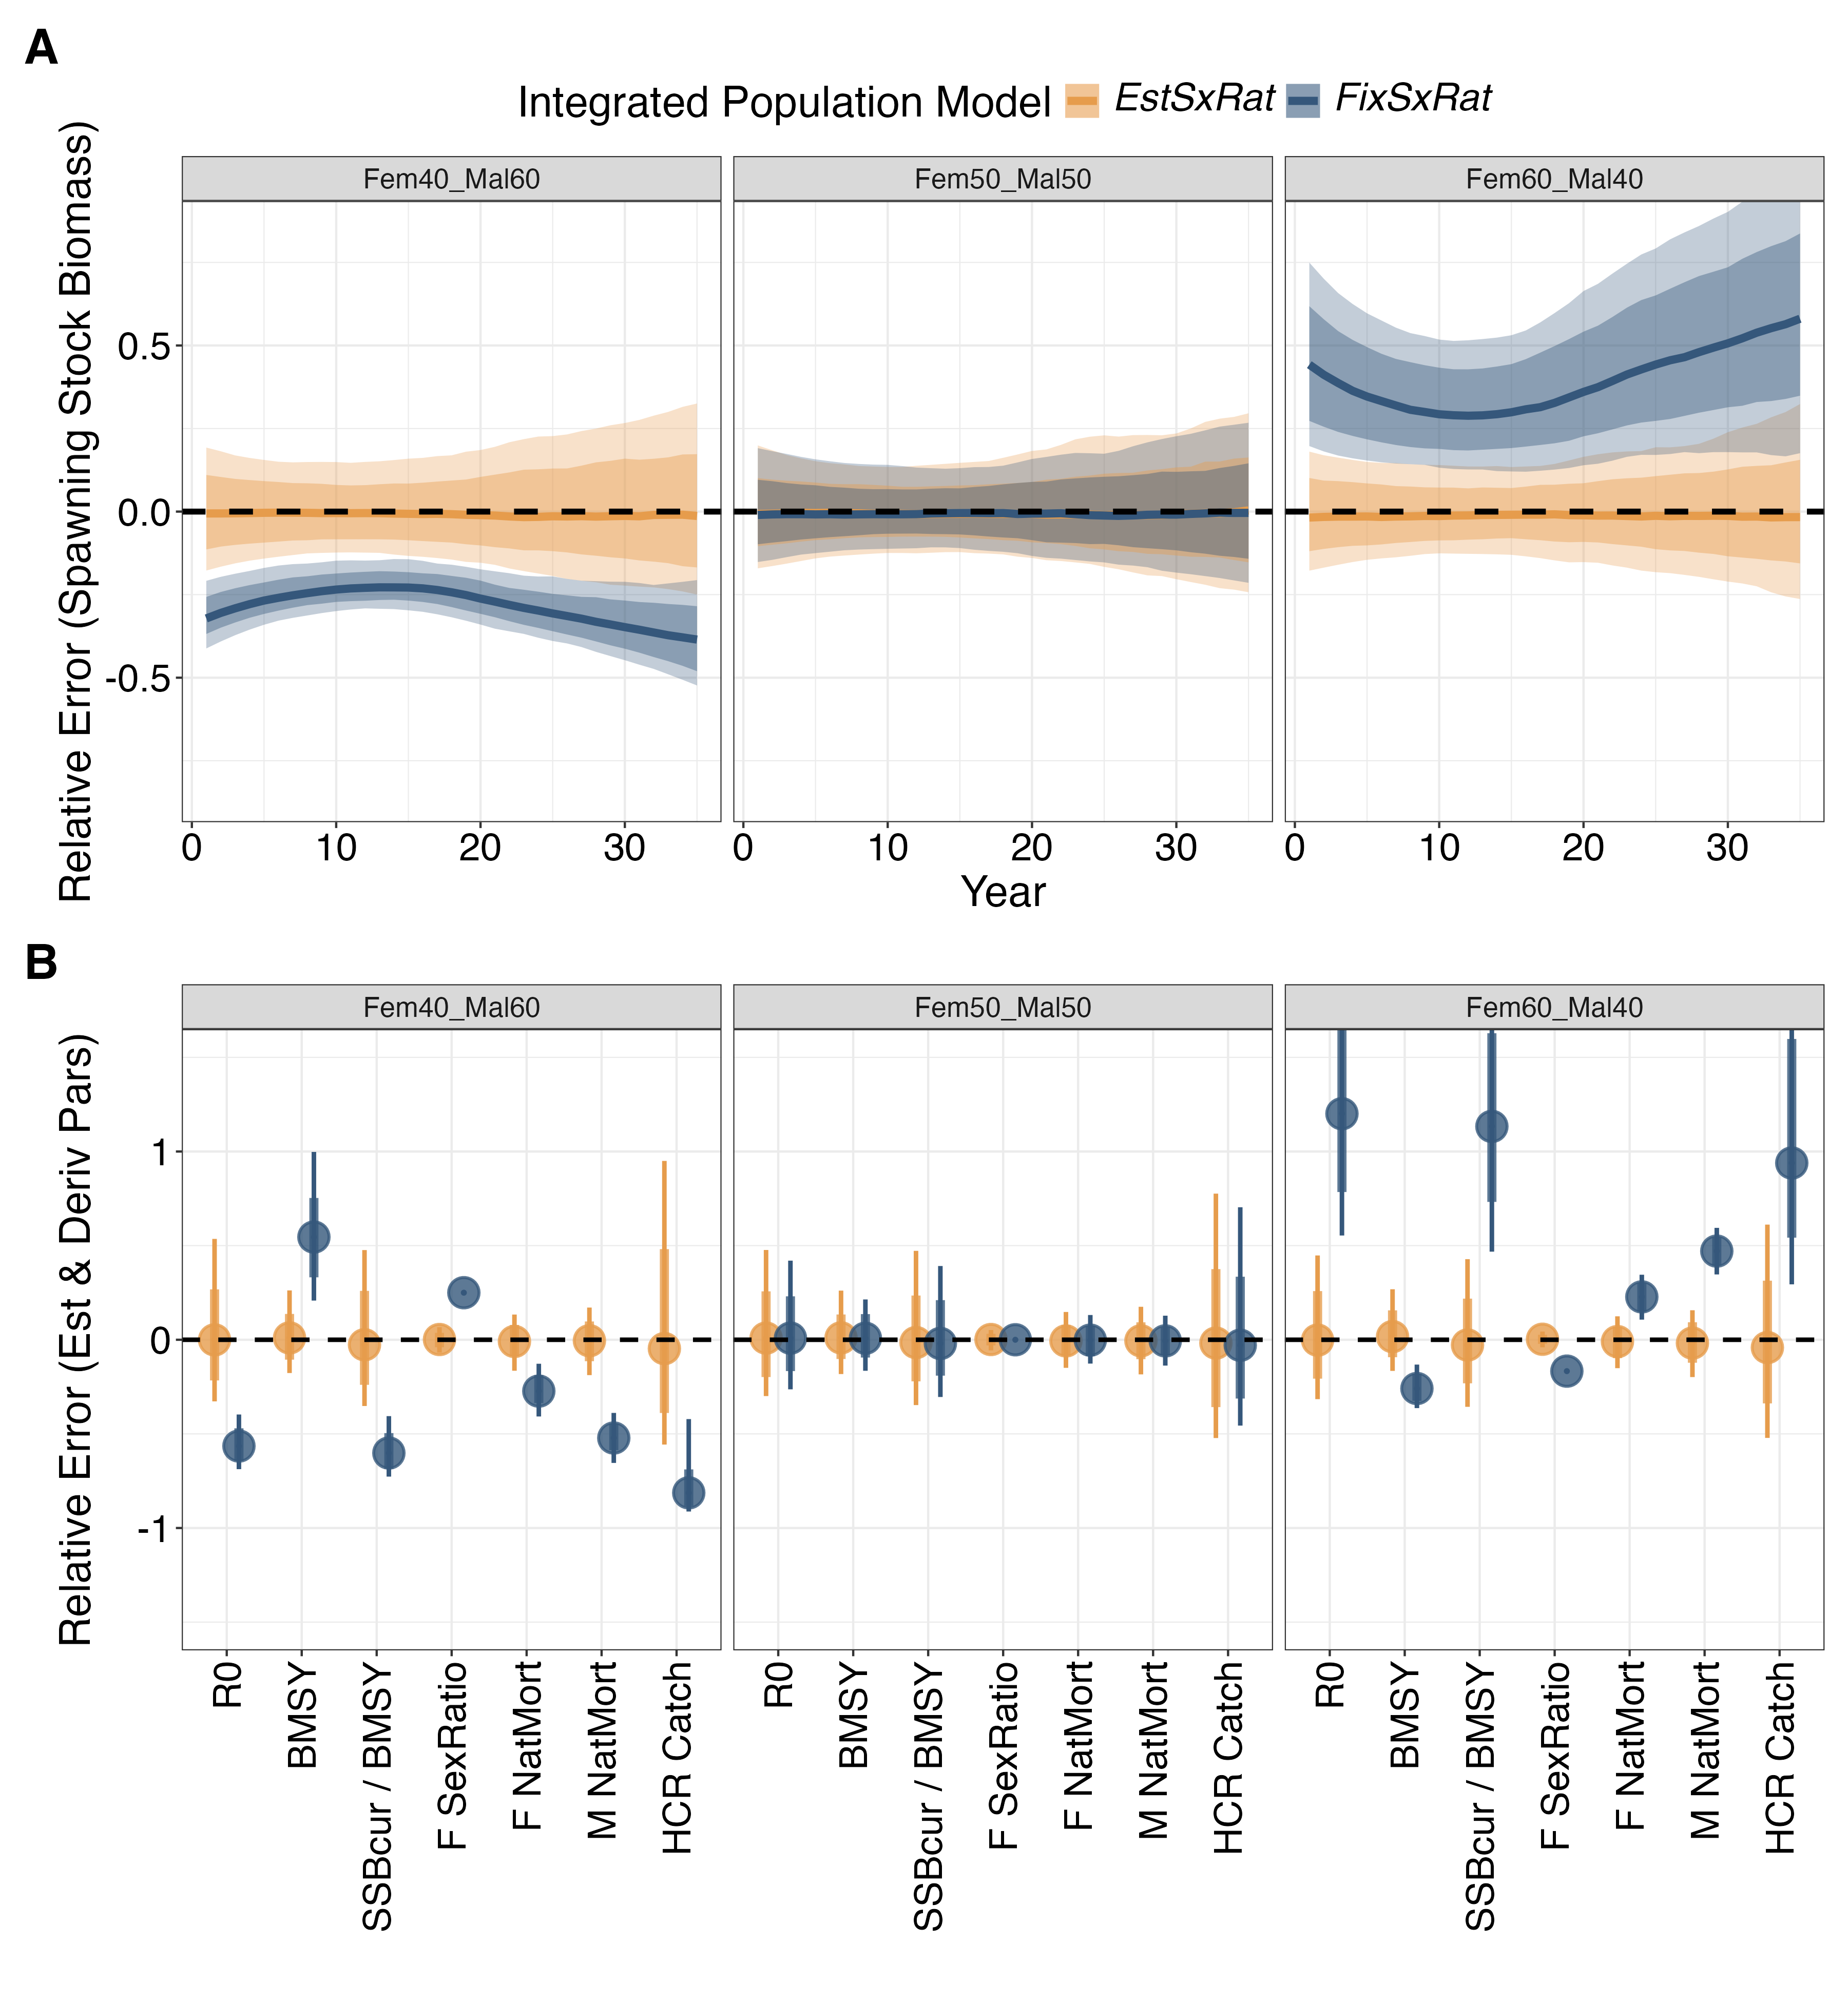 A
Integrated Population Model EstSxRat FixSxRat
Relative Error (Spawning Stock Biomass)
Fem40_Mal60 Fem50_Mal50 Fem60_Mal40
0.5
0.0
-0.5
0 10 20 30 0 10 20 30 0 10 20 30
Year
B
Relative Error (Est & Deriv Pars)
Fem40_Mal60 Fem50_Mal50 Fem60_Mal40
1
0
-1
R0 BMSY SSBcur / BMSY F SexRatio F NatMort M NatMort HCR Catch R0 BMSY SSBcur / BMSY F SexRatio F NatMort M NatMort HCR Catch R0 BMSY SSBcur / BMSY F SexRatio F NatMort M NatMort HCR Catch